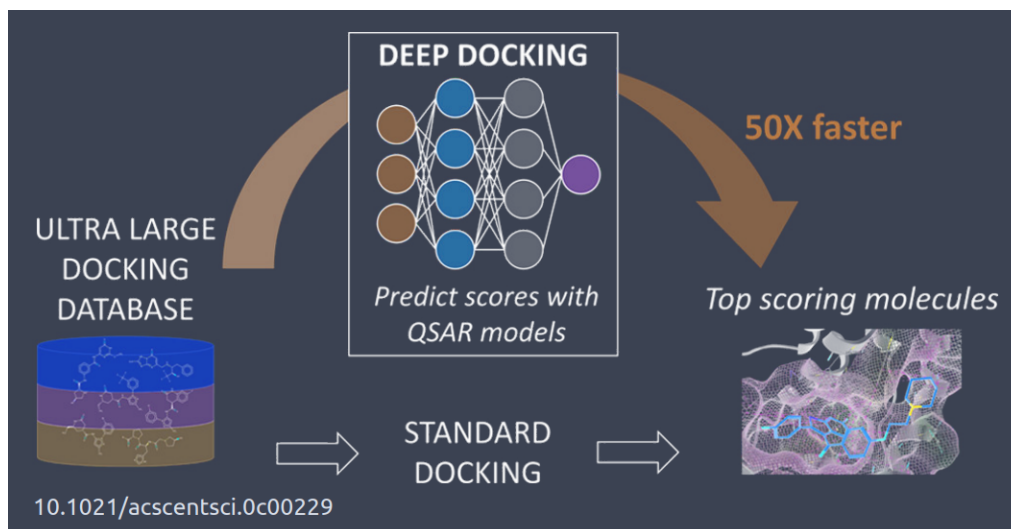 DEEP DOCKING
50X faster
ULTRA LARGE
DOCKING
DATABASE
Predict scores with
QSAR models
Top scoring molecules
STANDARD
DOCKING
10.1021/acscentsci.0c00229